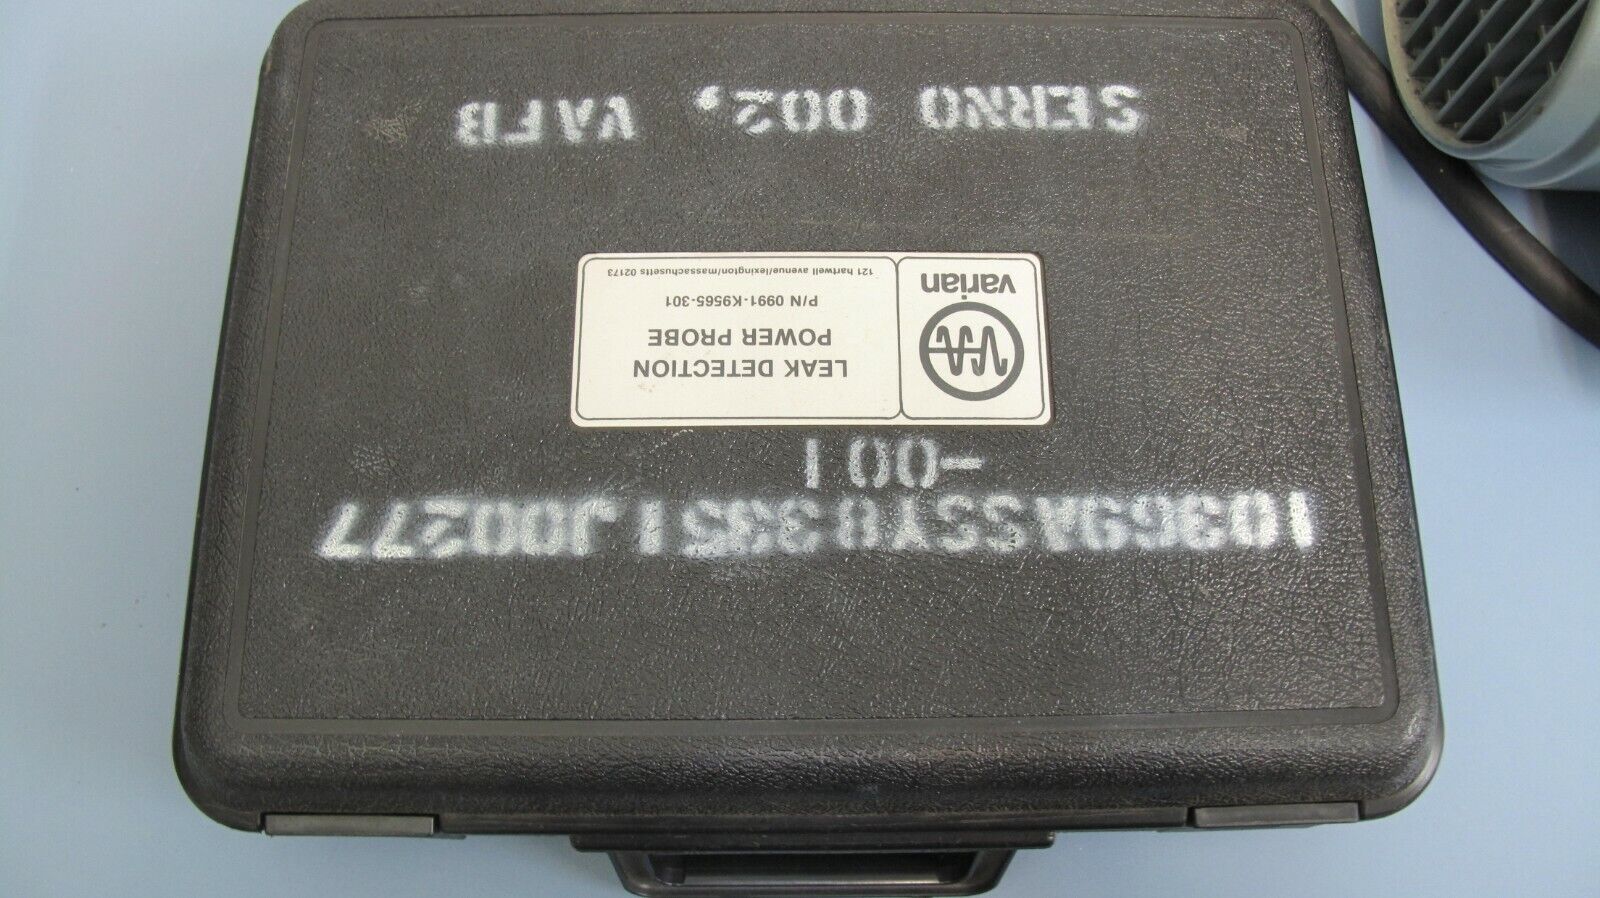 10369ASSY83351J00277
-001
LEAK DETECTION
POWER PROBE
P/N 0991-K9565-301
varian
121 hartwell avenue/lexington/massachusetts 02173
SERNO 002, VAFB